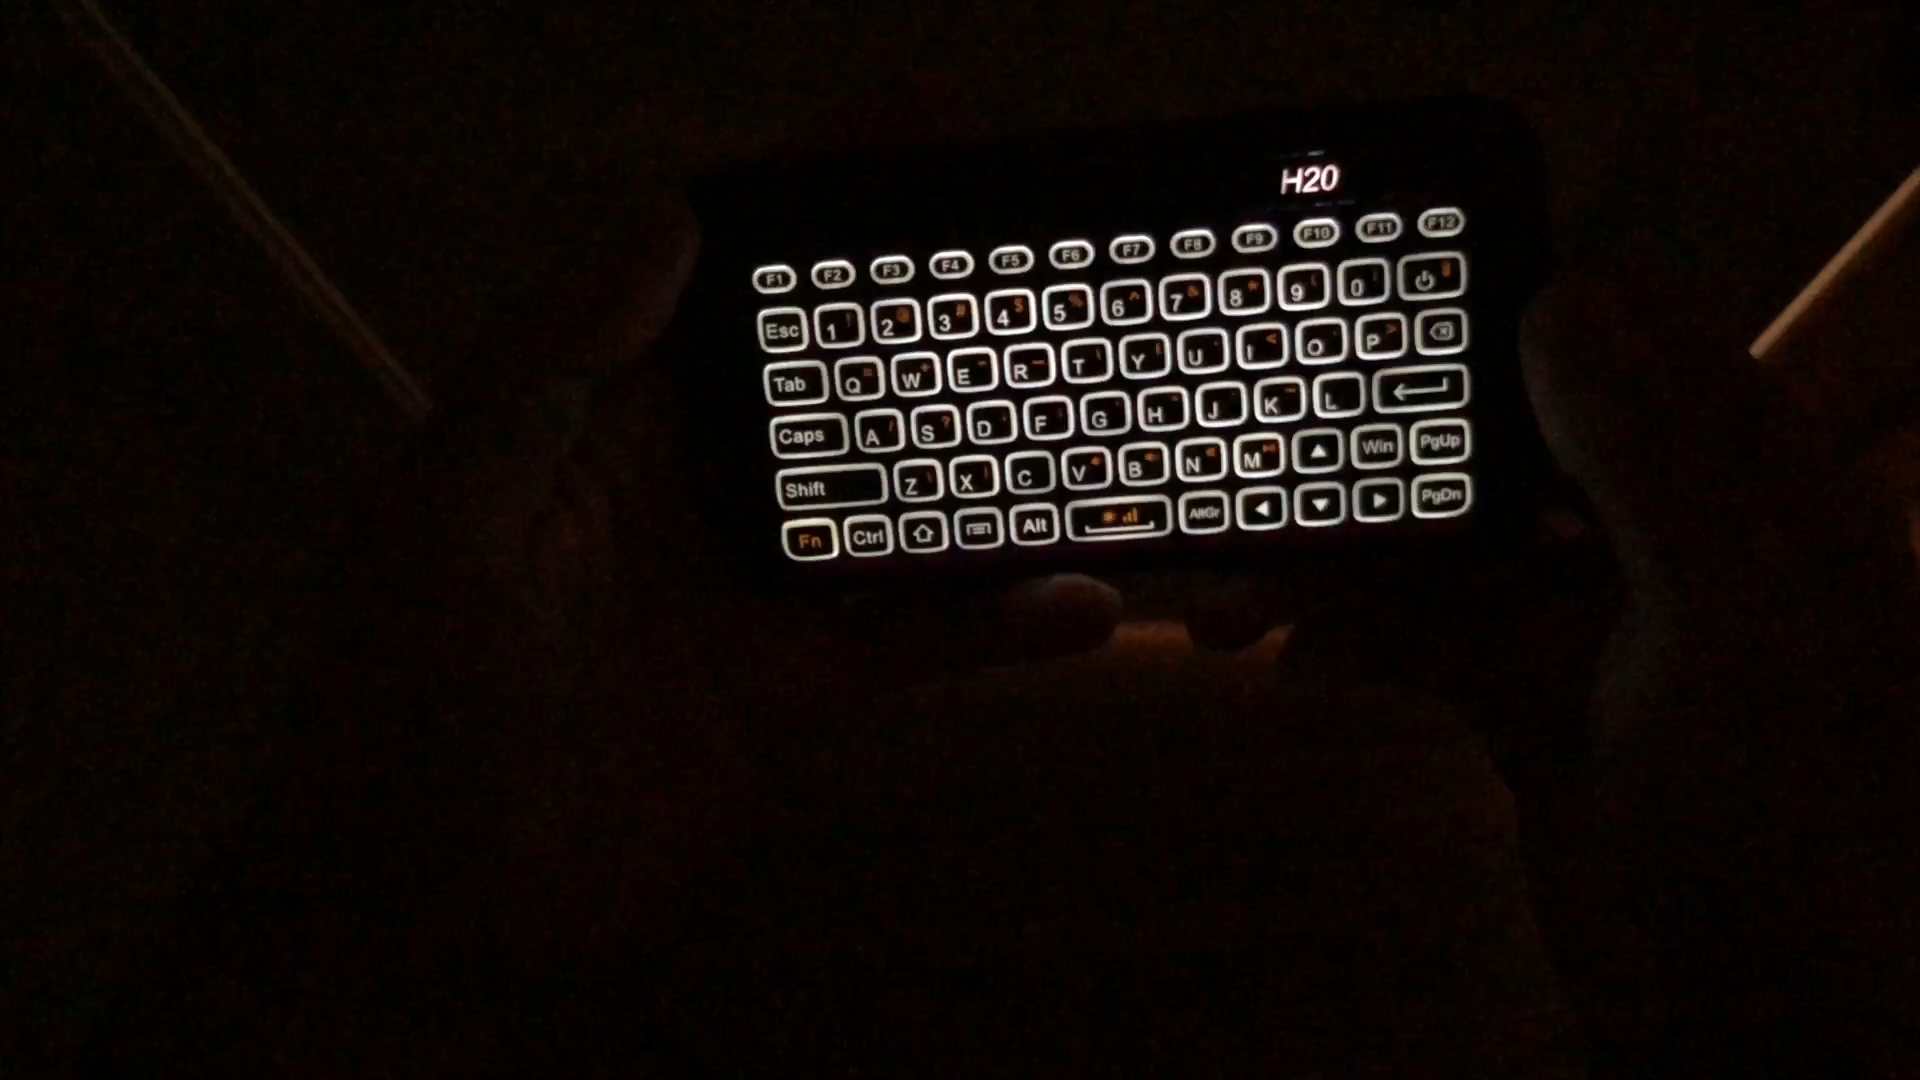 H20
F1 F2 F3 F4 F5 F6 F7 F8 F9 F10 F11 F12
Esc 1 2 3 # 4 $ 5 % 6 ^ 7 & 8 * 9 ( 0
Tab Q W E R T Y U I < O P >
Caps A S ? D F G H J K L
Shift Z X C V B N M Win PgUp
Fn Ctrl Alt AltGr PgDn